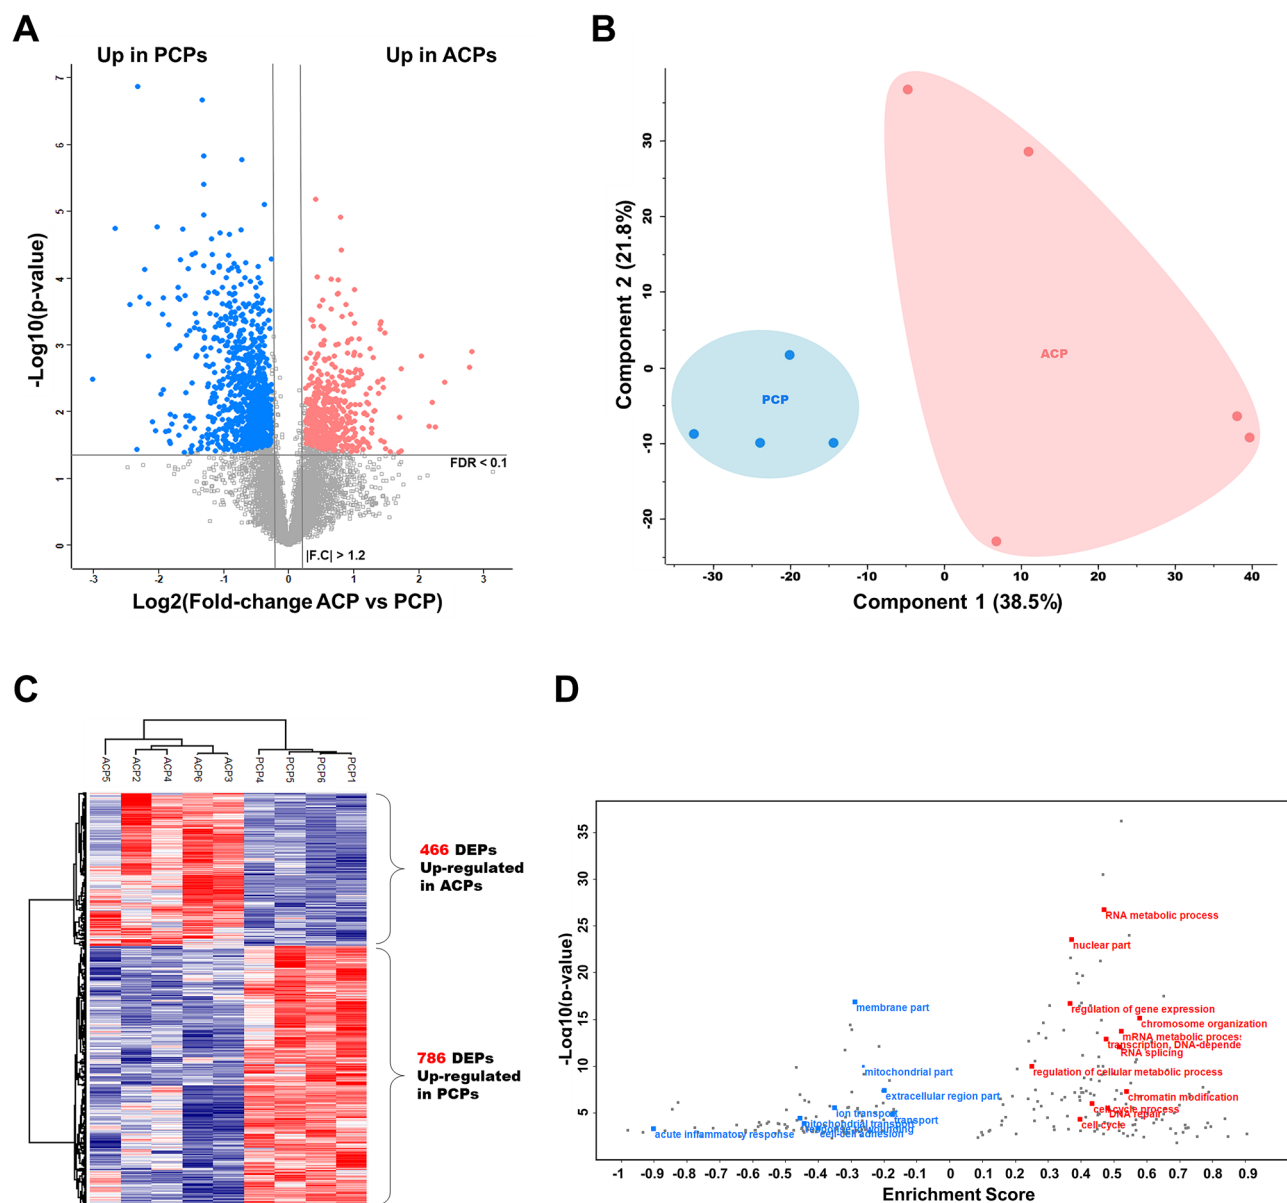 A
Up in PCPs
Up in ACPs
-Log10(p-value)
7
6
5
4
3
2
1
0
FDR < 0.1
|F.C| > 1.2
-3
-2
-1
0
1
2
3
Log2(Fold-change ACP vs PCP)
B
Component 2 (21.8%)
30
20
10
0
-10
-20
ACP
PCP
-30
-20
-10
0
10
20
30
40
Component 1 (38.5%)
C
ACP5
ACP2
ACP4
ACP6
ACP3
PCP4
PCP5
PCP6
PCP1
466 DEPs
Up-regulated
in ACPs
786 DEPs
Up-regulated
in PCPs
D
-Log10(p-value)
35
30
25
20
15
10
5
RNA metabolic process
nuclear part
membrane part
regulation of gene expression
chromosome organization
mRNA metabolic process
transcription, DNA-depende
RNA splicing
mitochondrial part
regulation of cellular metabolic process
extracellular region part
chromatin modification
cell cycle process
ion transport
DNA repair
transport
mitochondrial transport
cell cycle
cell-cell adhesion
acute inflammatory response
-1
-0.9
-0.8
-0.7
-0.6
-0.5
-0.4
-0.3
-0.2
-0.1
0
0.1
0.2
0.3
0.4
0.5
0.6
0.7
0.8
0.9
Enrichment Score